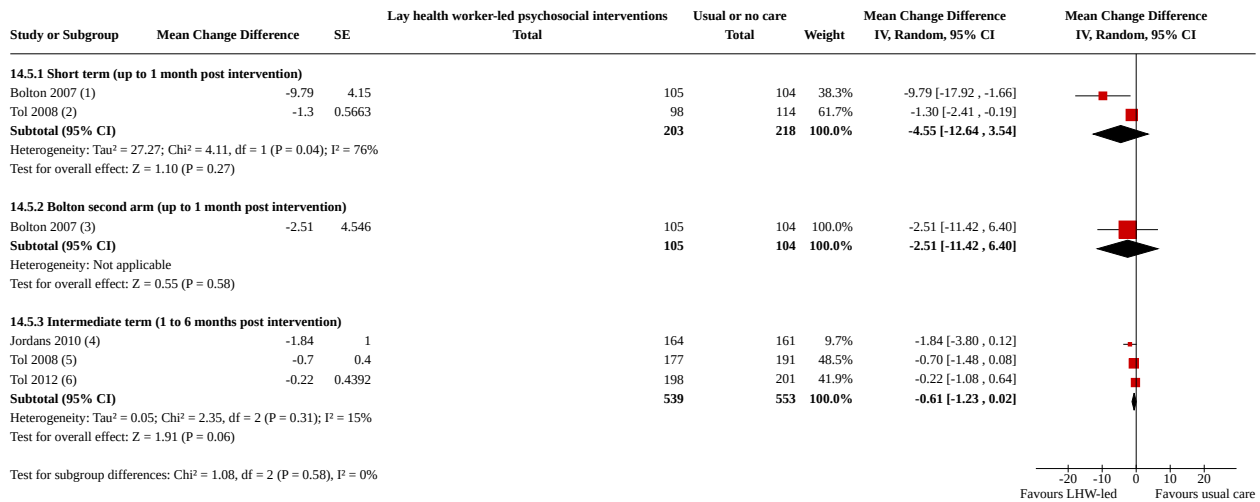 Lay health worker-led psychosocial interventions Usual or no care Mean Change Difference Mean Change Difference
Study or Subgroup Mean Change Difference SE Total Total Weight IV, Random, 95% CI IV, Random, 95% CI
14.5.1 Short term (up to 1 month post intervention)
Bolton 2007 (1) -9.79 4.15 105 104 38.3% -9.79 [-17.92 , -1.66]
Tol 2008 (2) -1.3 0.5663 98 114 61.7% -1.30 [-2.41 , -0.19]
Subtotal (95% CI) 203 218 100.0% -4.55 [-12.64 , 3.54]
Heterogeneity: Tau² = 27.27; Chi² = 4.11, df = 1 (P = 0.04); I² = 76%
Test for overall effect: Z = 1.10 (P = 0.27)
14.5.2 Bolton second arm (up to 1 month post intervention)
Bolton 2007 (3) -2.51 4.546 105 104 100.0% -2.51 [-11.42 , 6.40]
Subtotal (95% CI) 105 104 100.0% -2.51 [-11.42 , 6.40]
Heterogeneity: Not applicable
Test for overall effect: Z = 0.55 (P = 0.58)
14.5.3 Intermediate term (1 to 6 months post intervention)
Jordans 2010 (4) -1.84 1 164 161 9.7% -1.84 [-3.80 , 0.12]
Tol 2008 (5) -0.7 0.4 177 191 48.5% -0.70 [-1.48 , 0.08]
Tol 2012 (6) -0.22 0.4392 198 201 41.9% -0.22 [-1.08 , 0.64]
Subtotal (95% CI) 539 553 100.0% -0.61 [-1.23 , 0.02]
Heterogeneity: Tau² = 0.05; Chi² = 2.35, df = 2 (P = 0.31); I² = 15%
Test for overall effect: Z = 1.91 (P = 0.06)
Test for subgroup differences: Chi² = 1.08, df = 2 (P = 0.58), I² = 0%
-20 -10 0 10 20
Favours LHW-led Favours usual care